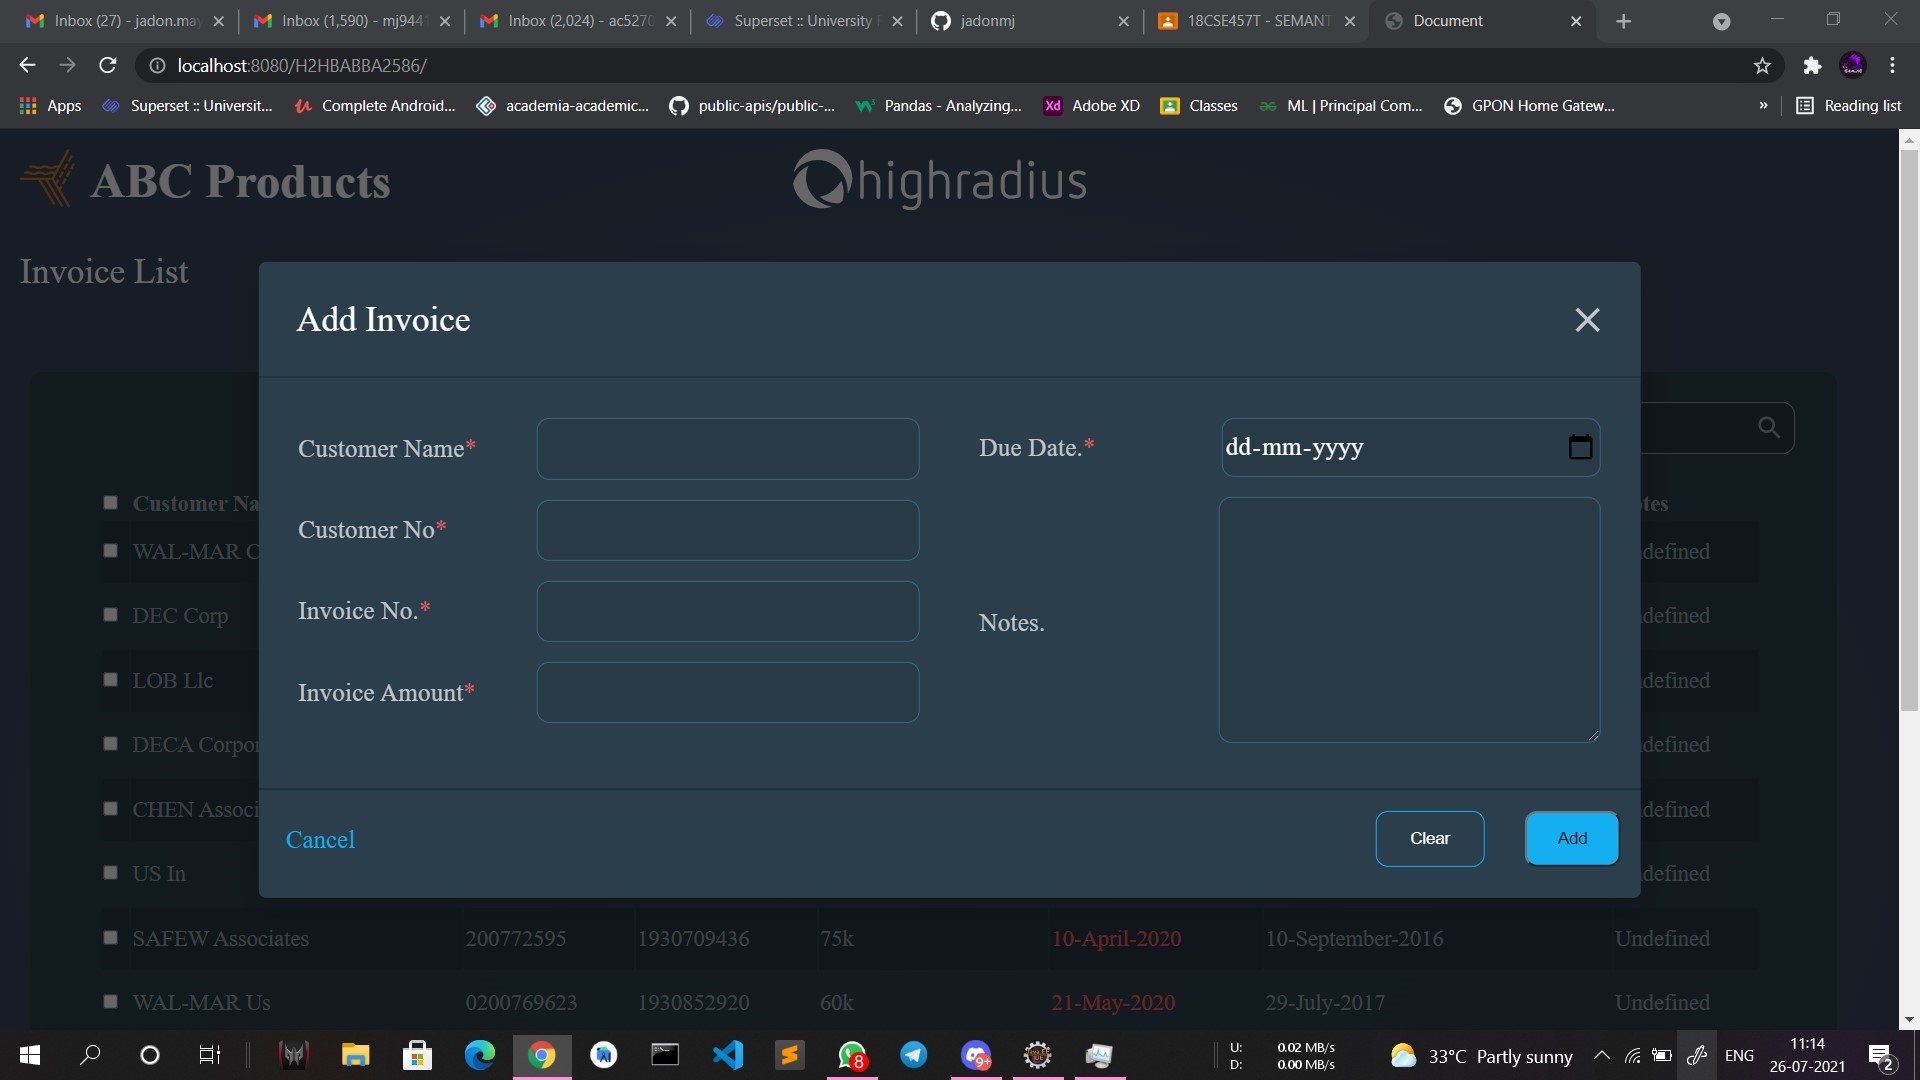 Inbox (27) - jadon.may
Inbox (1,590) - mj944
Inbox (2,024) - ac5270
Superset :: University
jadonmj
18CSE457T - SEMANT
Document
localhost:8080/H2HBABBA2586/
Apps
Superset :: Universit...
Complete Android...
academia-academic...
public-apis/public-...
Pandas - Analyzing...
Xd Adobe XD
Classes
ML | Principal Com...
GPON Home Gatew...
»
Reading list
ABC Products
highradius
Invoice List
Add Invoice
Customer Name*
Due Date.*
dd-mm-yyyy
Customer No*
Invoice No.*
Notes.
Invoice Amount*
Cancel
Clear
Add
Customer Na
tes
WAL-MAR C
defined
DEC Corp
defined
LOB Llc
defined
DECA Corpor
defined
CHEN Associ
defined
US In
defined
SAFEW Associates 200772595 1930709436 75k 10-April-2020 10-September-2016 Undefined
WAL-MAR Us 0200769623 1930852920 60k 21-May-2020 29-July-2017 Undefined
8
9+
U: 0.02 MB/s
D: 0.00 MB/s
33°C Partly sunny
ENG
11:14
26-07-2021
2